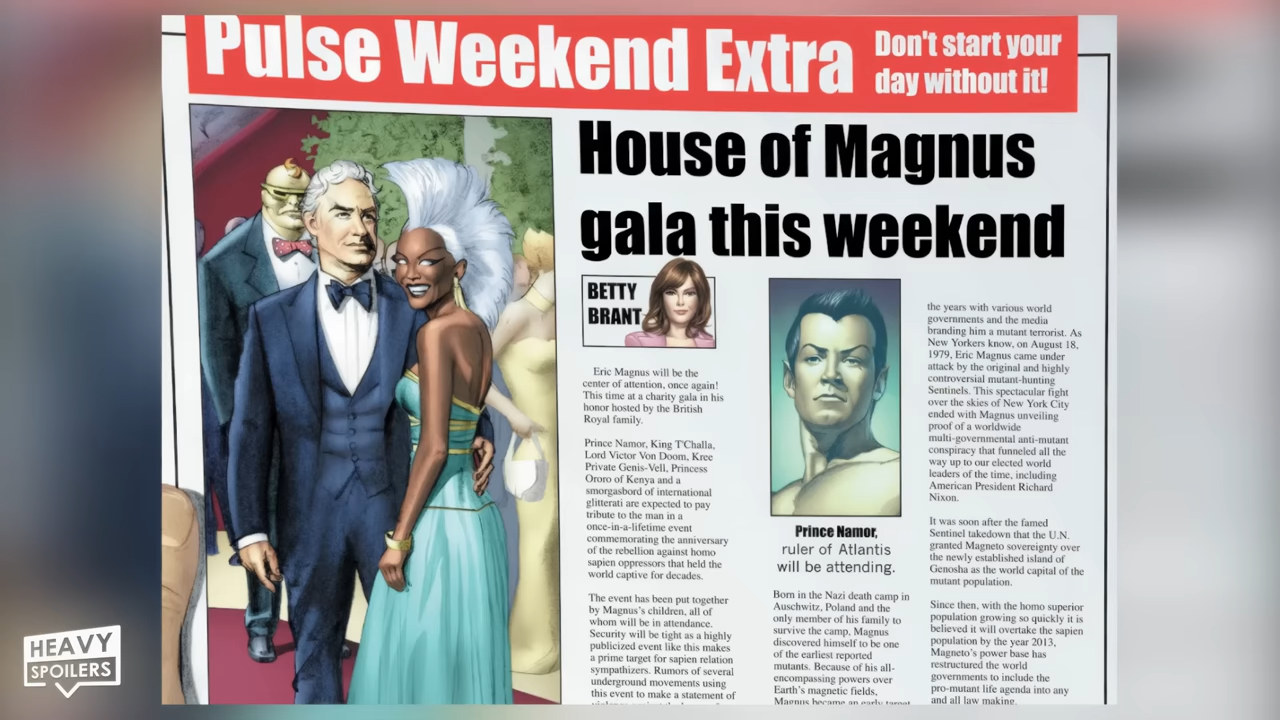 Pulse Weekend Extra
Don't start your
day without it!
House of Magnus
gala this weekend
BETTY
BRANT
Eric Magnus will be the
center of attention, once again!
This time at a charity gala in his
honor hosted by the British
Royal family.
Prince Namor, King T'Challa,
Lord Victor Von Doom, Kree
Private Genis-Vell, Princess
Ororo of Kenya and a
smorgasbord of international
glitterati are expected to pay
tribute to the man in a
once-in-a-lifetime event
commemorating the anniversary
of the rebellion against homo
sapien oppressors that held the
world captive for decades.
The event has been put together
by Magnus's children, all of
whom will be in attendance.
Security will be tight as a highly
publicized event like this makes
a prime target for sapien relation
sympathizers. Rumors of several
underground movements using
this event to make a statement of
Prince Namor,
ruler of Atlantis
will be attending.
Born in the Nazi death camp in
Auschwitz, Poland and the
only member of his family to
survive the camp, Magnus
discovered himself to be one
of the earliest reported
mutants. Because of his all-
encompassing powers over
Earth's magnetic fields,
Magnus became an early target
the years with various world
governments and the media
branding him a mutant terrorist. As
New Yorkers know, on August 18,
1979, Eric Magnus came under
attack by the original and highly
controversial mutant-hunting
Sentinels. This spectacular fight
over the skies of New York City
ended with Magnus unveiling
proof of a worldwide
multi-governmental anti-mutant
conspiracy that funneled all the
way up to our elected world
leaders of the time, including
American President Richard
Nixon.
It was soon after the famed
Sentinel takedown that the U.N.
granted Magneto sovereignty over
the newly established island of
Genosha as the world capital of the
mutant population.
Since then, with the homo superior
population growing so quickly it is
believed it will overtake the sapien
population by the year 2013,
Magneto's power base has
restructured the world
governments to include the
pro-mutant life agenda into any
and all law making.
HEAVY
SPOILERS